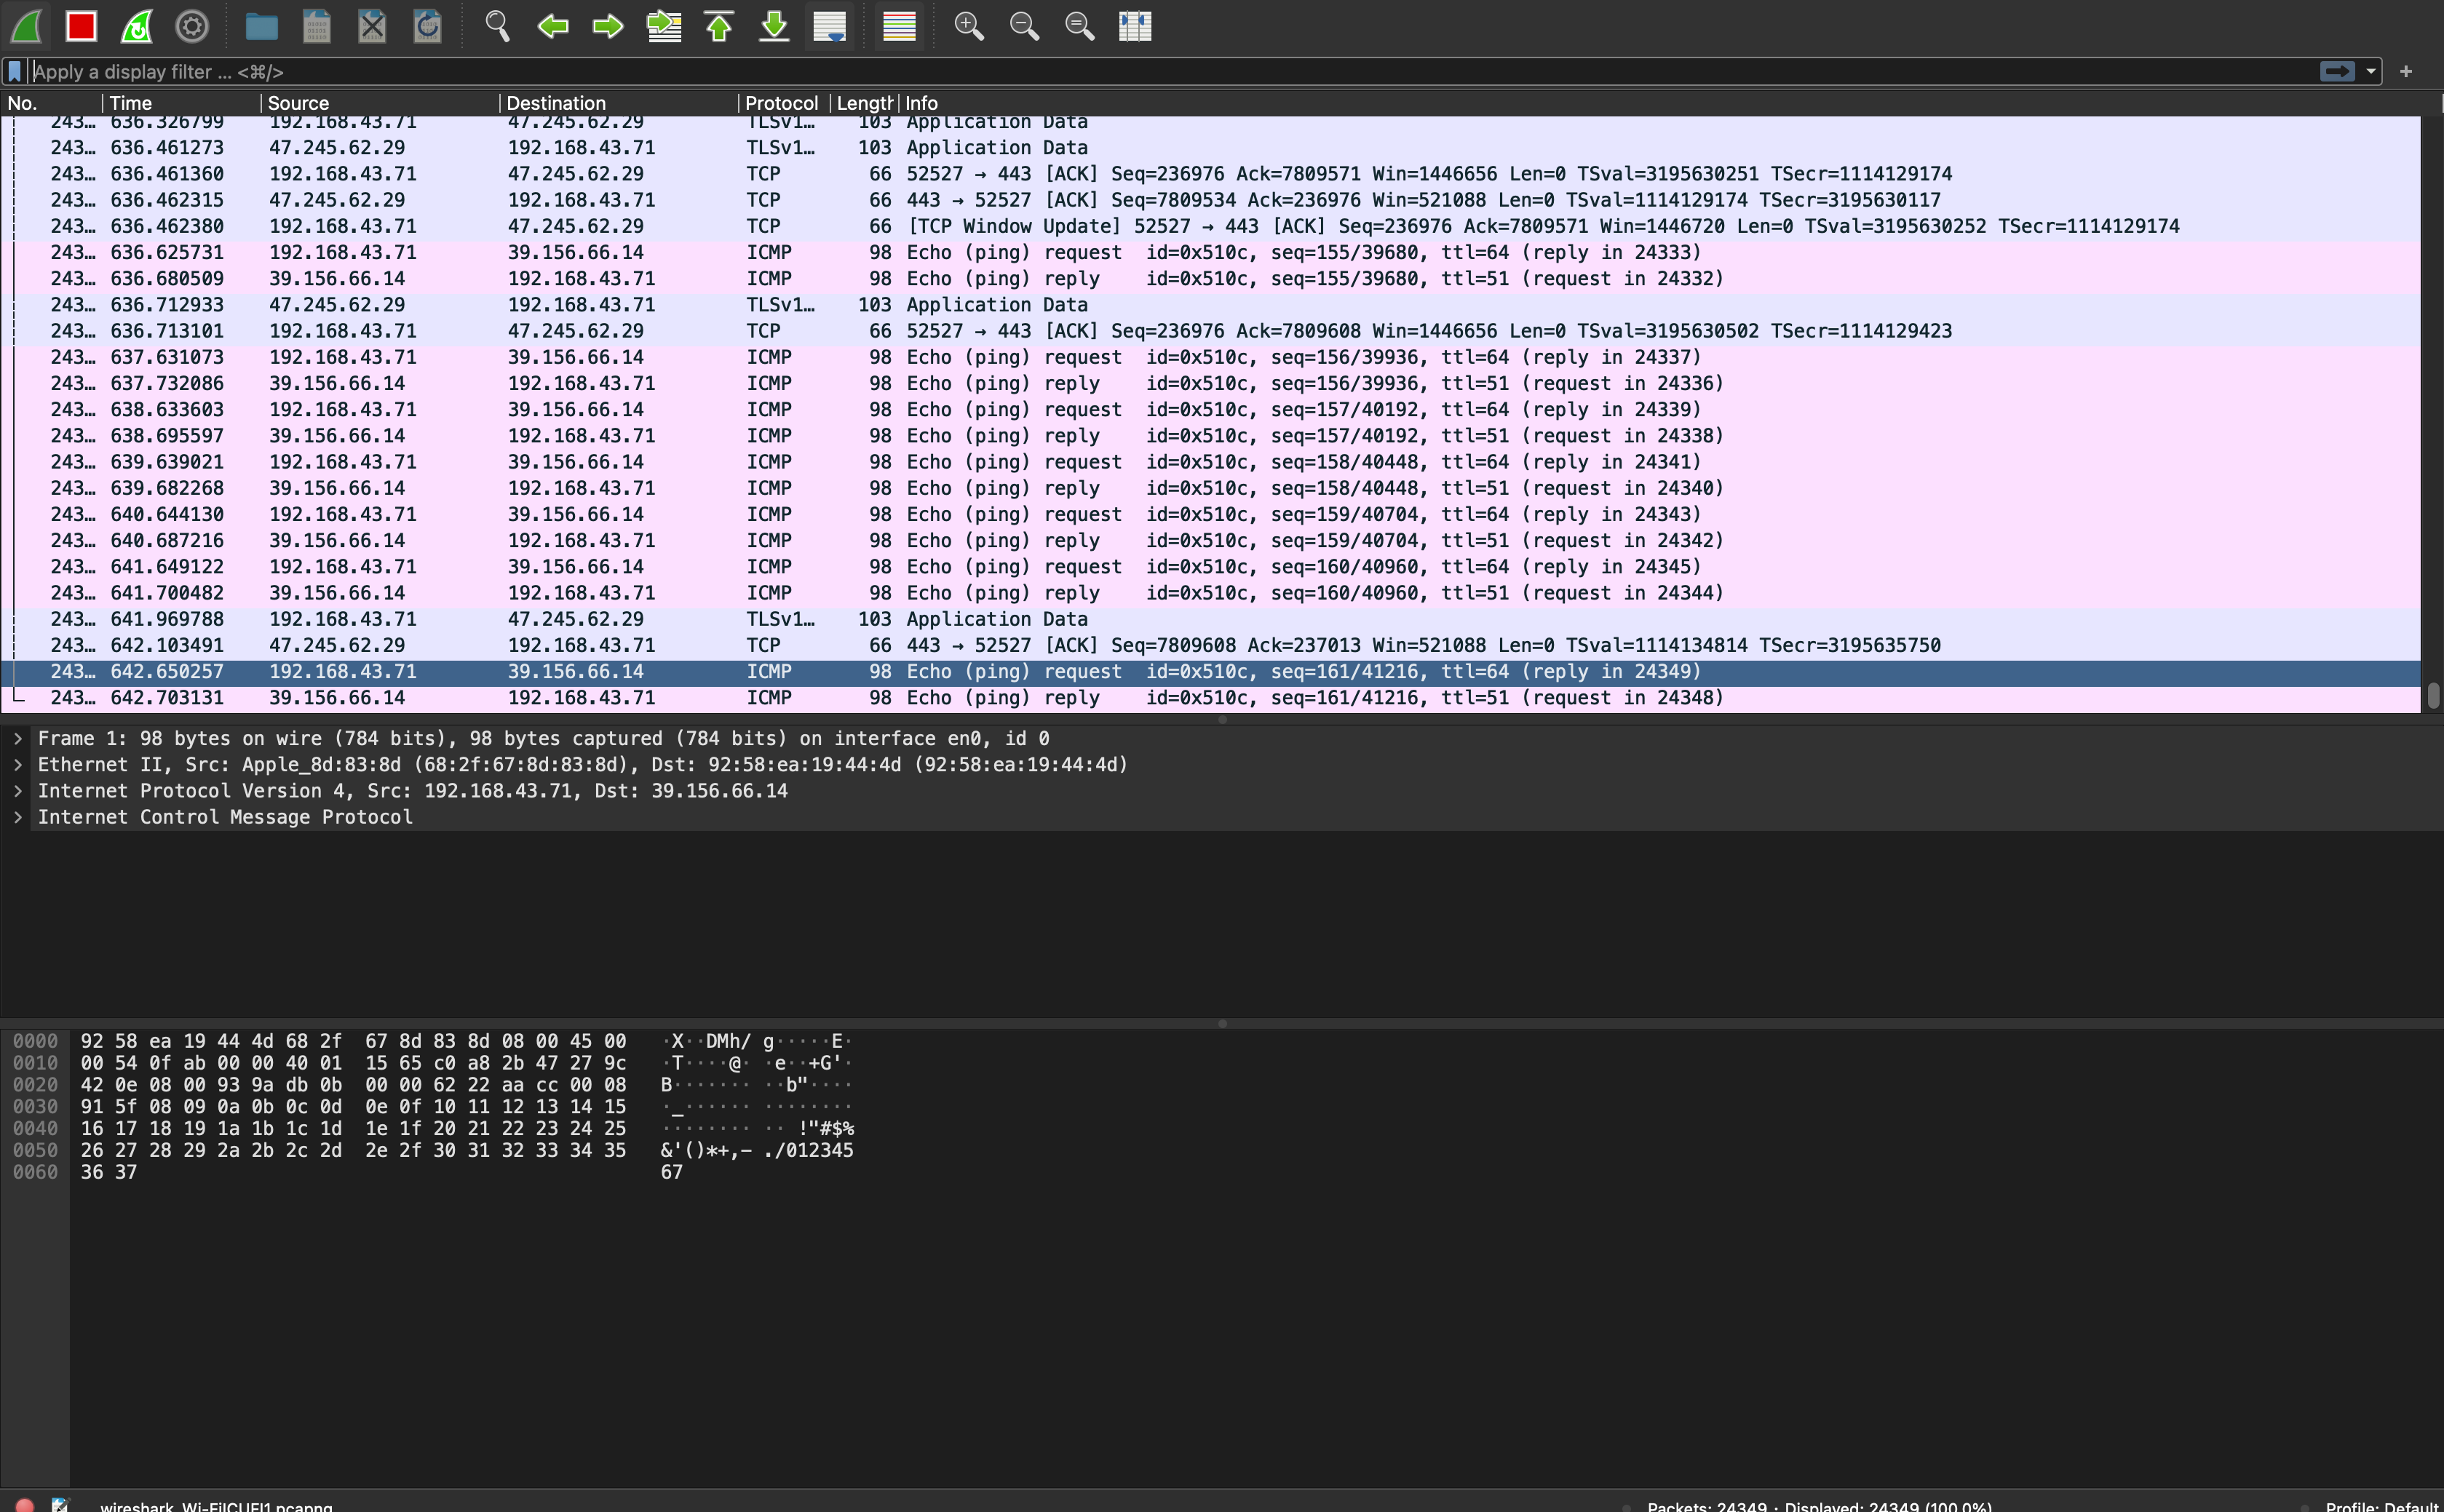 Apply a display filter ... <⌘/>
No. Time Source Destination Protocol Length Info
243… 636.326799 192.168.43.71 47.245.62.29 TLSv1… 103 Application Data
243… 636.461273 47.245.62.29 192.168.43.71 TLSv1… 103 Application Data
243… 636.461360 192.168.43.71 47.245.62.29 TCP 66 52527 → 443 [ACK] Seq=236976 Ack=7809571 Win=1446656 Len=0 TSval=3195630251 TSecr=1114129174
243… 636.462315 47.245.62.29 192.168.43.71 TCP 66 443 → 52527 [ACK] Seq=7809534 Ack=236976 Win=521088 Len=0 TSval=1114129174 TSecr=3195630117
243… 636.462380 192.168.43.71 47.245.62.29 TCP 66 [TCP Window Update] 52527 → 443 [ACK] Seq=236976 Ack=7809571 Win=1446720 Len=0 TSval=3195630252 TSecr=1114129174
243… 636.625731 192.168.43.71 39.156.66.14 ICMP 98 Echo (ping) request id=0x510c, seq=155/39680, ttl=64 (reply in 24333)
243… 636.680509 39.156.66.14 192.168.43.71 ICMP 98 Echo (ping) reply id=0x510c, seq=155/39680, ttl=51 (request in 24332)
243… 636.712933 47.245.62.29 192.168.43.71 TLSv1… 103 Application Data
243… 636.713101 192.168.43.71 47.245.62.29 TCP 66 52527 → 443 [ACK] Seq=236976 Ack=7809608 Win=1446656 Len=0 TSval=3195630502 TSecr=1114129423
243… 637.631073 192.168.43.71 39.156.66.14 ICMP 98 Echo (ping) request id=0x510c, seq=156/39936, ttl=64 (reply in 24337)
243… 637.732086 39.156.66.14 192.168.43.71 ICMP 98 Echo (ping) reply id=0x510c, seq=156/39936, ttl=51 (request in 24336)
243… 638.633603 192.168.43.71 39.156.66.14 ICMP 98 Echo (ping) request id=0x510c, seq=157/40192, ttl=64 (reply in 24339)
243… 638.695597 39.156.66.14 192.168.43.71 ICMP 98 Echo (ping) reply id=0x510c, seq=157/40192, ttl=51 (request in 24338)
243… 639.639021 192.168.43.71 39.156.66.14 ICMP 98 Echo (ping) request id=0x510c, seq=158/40448, ttl=64 (reply in 24341)
243… 639.682268 39.156.66.14 192.168.43.71 ICMP 98 Echo (ping) reply id=0x510c, seq=158/40448, ttl=51 (request in 24340)
243… 640.644130 192.168.43.71 39.156.66.14 ICMP 98 Echo (ping) request id=0x510c, seq=159/40704, ttl=64 (reply in 24343)
243… 640.687216 39.156.66.14 192.168.43.71 ICMP 98 Echo (ping) reply id=0x510c, seq=159/40704, ttl=51 (request in 24342)
243… 641.649122 192.168.43.71 39.156.66.14 ICMP 98 Echo (ping) request id=0x510c, seq=160/40960, ttl=64 (reply in 24345)
243… 641.700482 39.156.66.14 192.168.43.71 ICMP 98 Echo (ping) reply id=0x510c, seq=160/40960, ttl=51 (request in 24344)
243… 641.969788 192.168.43.71 47.245.62.29 TLSv1… 103 Application Data
243… 642.103491 47.245.62.29 192.168.43.71 TCP 66 443 → 52527 [ACK] Seq=7809608 Ack=237013 Win=521088 Len=0 TSval=1114134814 TSecr=3195635750
243… 642.650257 192.168.43.71 39.156.66.14 ICMP 98 Echo (ping) request id=0x510c, seq=161/41216, ttl=64 (reply in 24349)
243… 642.703131 39.156.66.14 192.168.43.71 ICMP 98 Echo (ping) reply id=0x510c, seq=161/41216, ttl=51 (request in 24348)
Frame 1: 98 bytes on wire (784 bits), 98 bytes captured (784 bits) on interface en0, id 0
Ethernet II, Src: Apple_8d:83:8d (68:2f:67:8d:83:8d), Dst: 92:58:ea:19:44:4d (92:58:ea:19:44:4d)
Internet Protocol Version 4, Src: 192.168.43.71, Dst: 39.156.66.14
Internet Control Message Protocol
0000 92 58 ea 19 44 4d 68 2f 67 8d 83 8d 08 00 45 00 ·X··DMh/ g·····E·
0010 00 54 0f ab 00 00 40 01 15 65 c0 a8 2b 47 27 9c ·T····@· ·e··+G'·
0020 42 0e 08 00 93 9a db 0b 00 00 62 22 aa cc 00 08 B······· ··b"····
0030 91 5f 08 09 0a 0b 0c 0d 0e 0f 10 11 12 13 14 15 ·_······ ········
0040 16 17 18 19 1a 1b 1c 1d 1e 1f 20 21 22 23 24 25 ········ ·· !"#$%
0050 26 27 28 29 2a 2b 2c 2d 2e 2f 30 31 32 33 34 35 &'()*+,- ./012345
0060 36 37 67
wireshark_Wi-FiICUFI1.pcapng Packets: 24349 · Displayed: 24349 (100.0%) Profile: Default